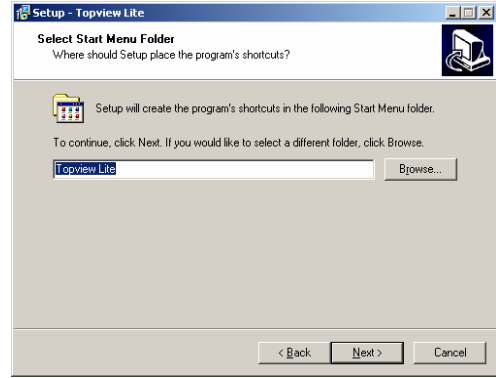 Setup - Topview Lite
Select Start Menu Folder
Where should Setup place the program's shortcuts?
Setup will create the program's shortcuts in the following Start Menu folder.
To continue, click Next. If you would like to select a different folder, click Browse.
Topview Lite
Browse...
< Back
Next >
Cancel